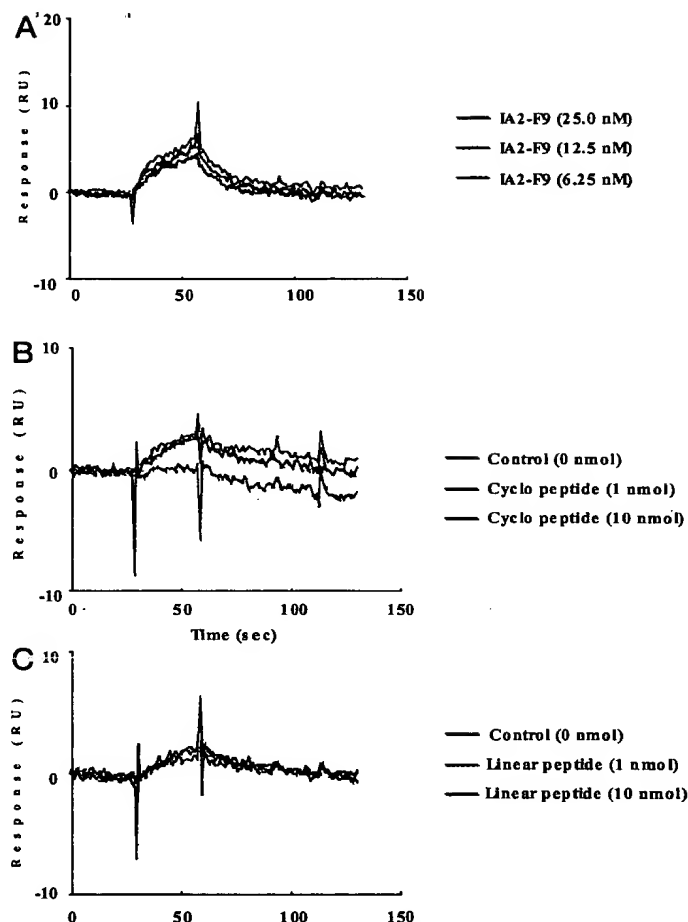 A
20
10
0
-10
Response (RU)
0 50 100 150
IA2-F9 (25.0 nM)
IA2-F9 (12.5 nM)
IA2-F9 (6.25 nM)
B
10
0
-10
Response (RU)
0 50 100 150
Time (sec)
Control (0 nmol)
Cyclo peptide (1 nmol)
Cyclo peptide (10 nmol)
C
10
0
-10
Response (RU)
0 50 100 150
Control (0 nmol)
Linear peptide (1 nmol)
Linear peptide (10 nmol)